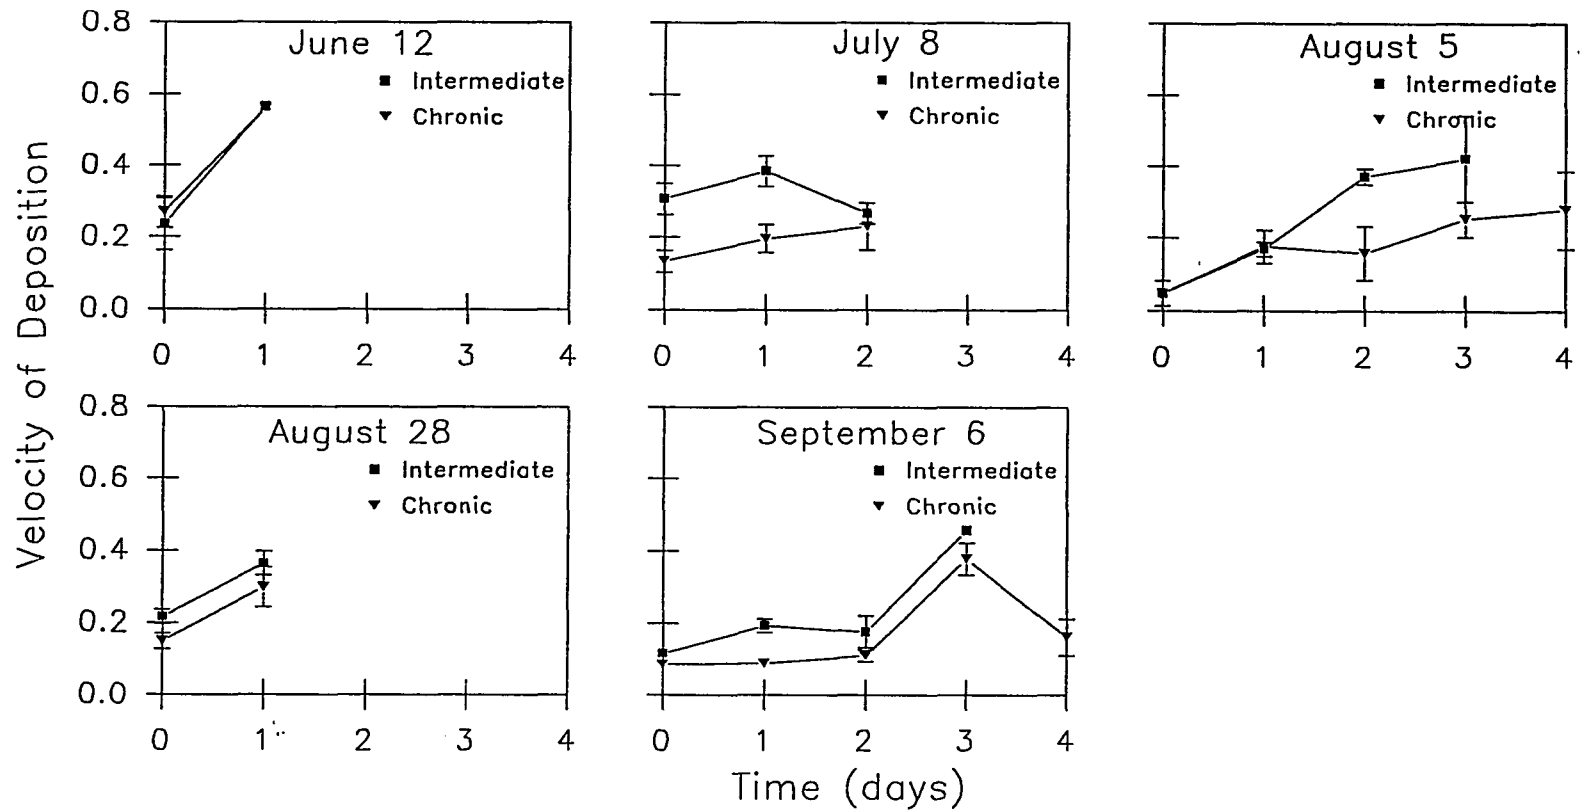 Velocity of Deposition
0.8
0.6
0.4
0.2
0.0
June 12
Intermediate
Chronic
0 1 2 3 4
July 8
Intermediate
Chronic
0 1 2 3 4
August 5
Intermediate
Chronic
0 1 2 3 4
0.8
0.6
0.4
0.2
0.0
August 28
Intermediate
Chronic
0 1 2 3 4
September 6
Intermediate
Chronic
0 1 2 3 4
Time (days)